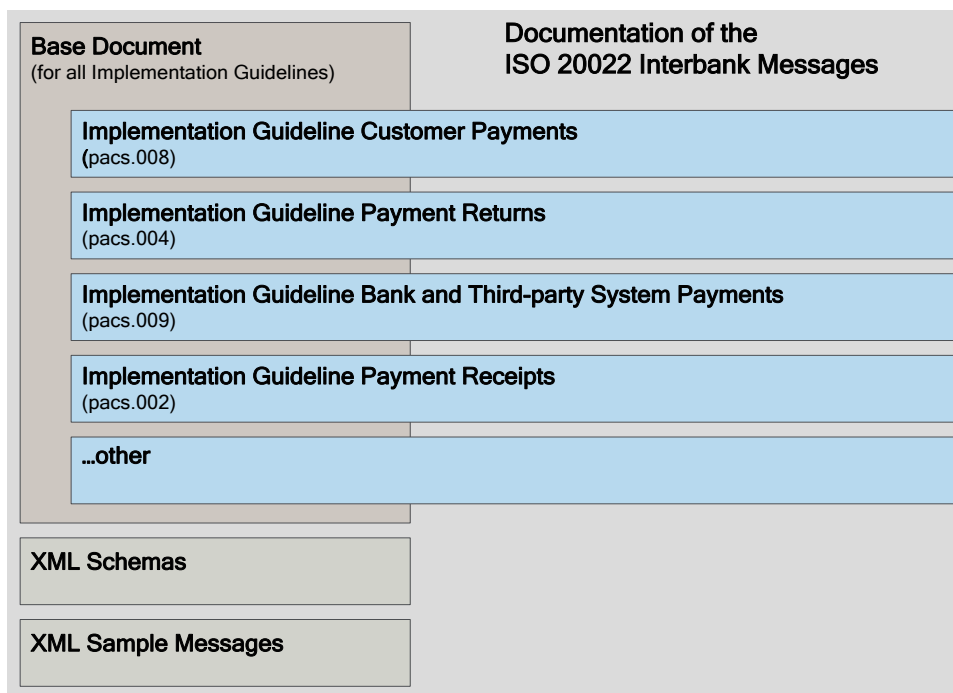 Base Document
(for all Implementation Guidelines)
Documentation of the
ISO 20022 Interbank Messages
Implementation Guideline Customer Payments
(pacs.008)
Implementation Guideline Payment Returns
(pacs.004)
Implementation Guideline Bank and Third-party System Payments
(pacs.009)
Implementation Guideline Payment Receipts
(pacs.002)
...other
XML Schemas
XML Sample Messages